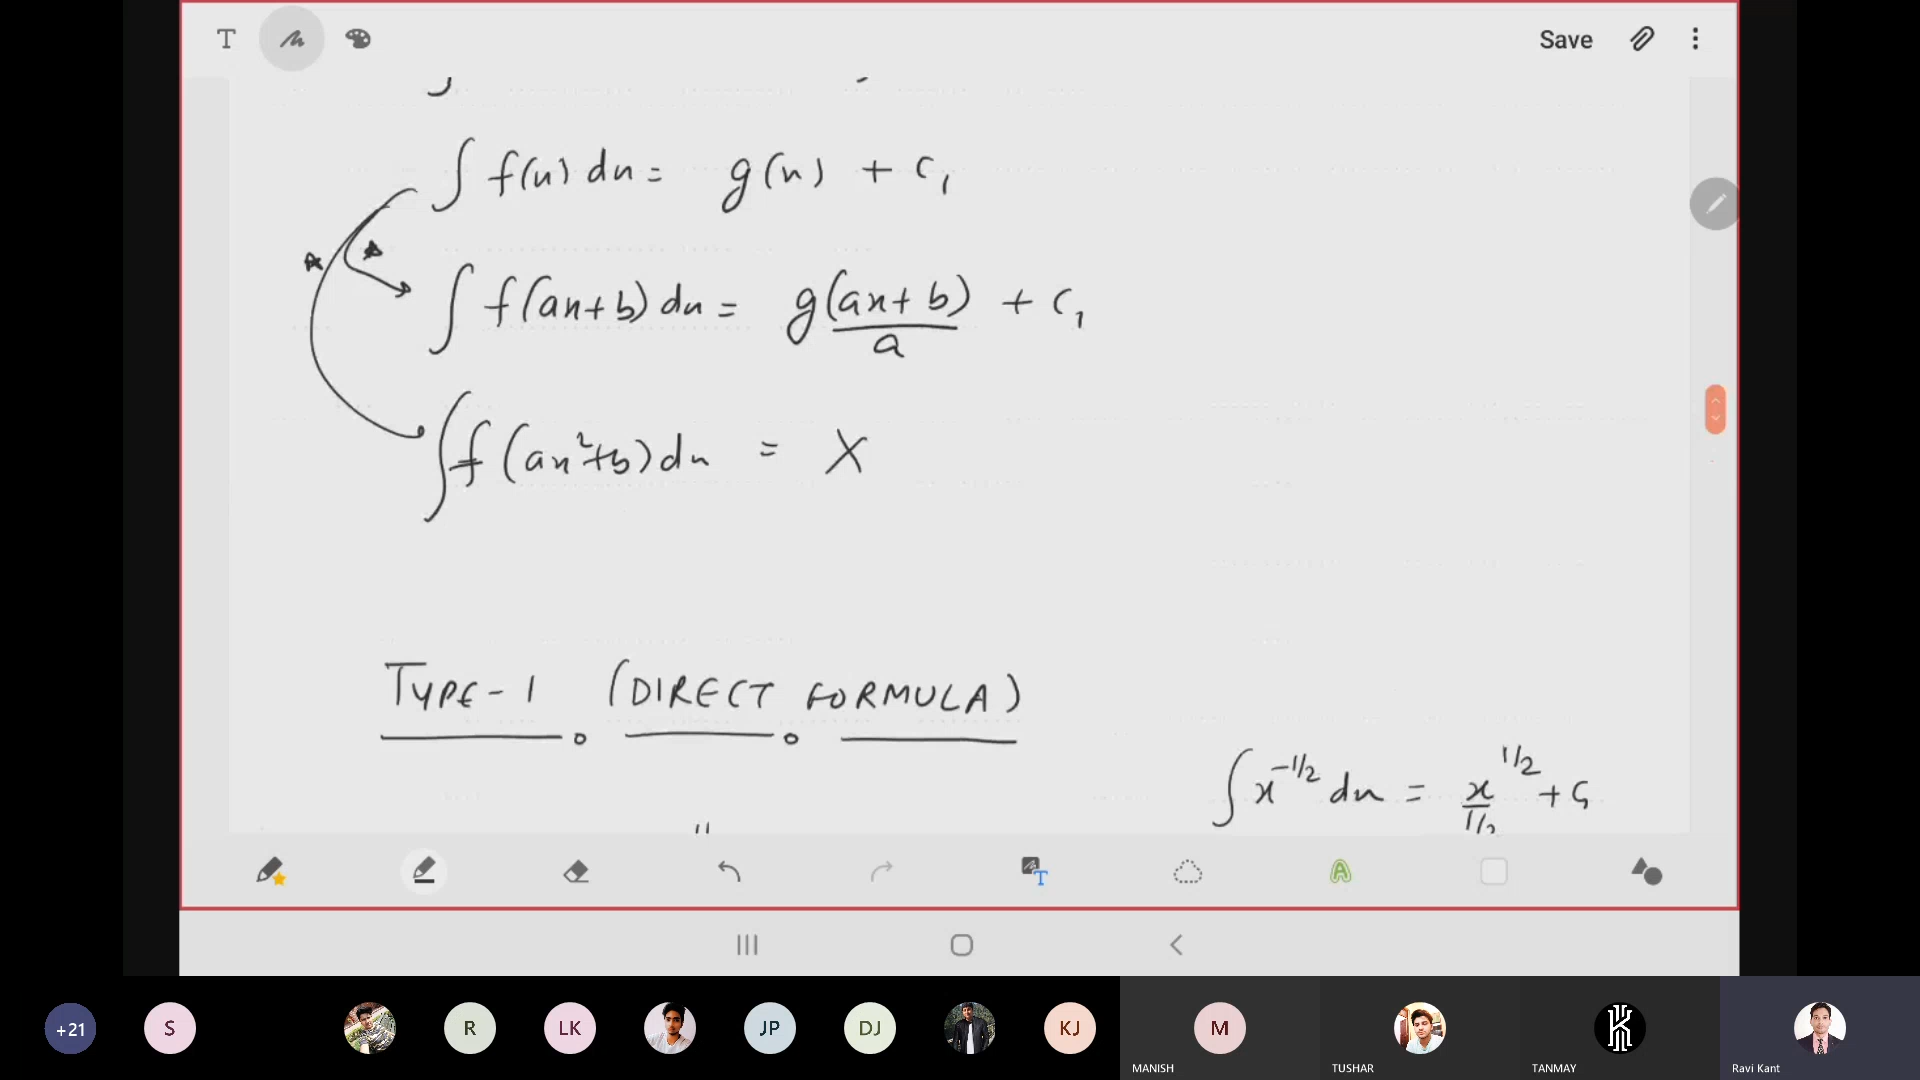 T Save
∫ f(x) dx = g(x) + C₁
∫ f(ax+b) dx = g(ax+b)/a + C₁
∫ f(ax²+b) dx = X
TYPE-1 (DIRECT FORMULA)
∫ x^(-1/2) dx = x^(1/2)/(1/2) + C₁
T A
+21 S R LK JP DJ KJ M
MANISH TUSHAR TANMAY Ravi Kant